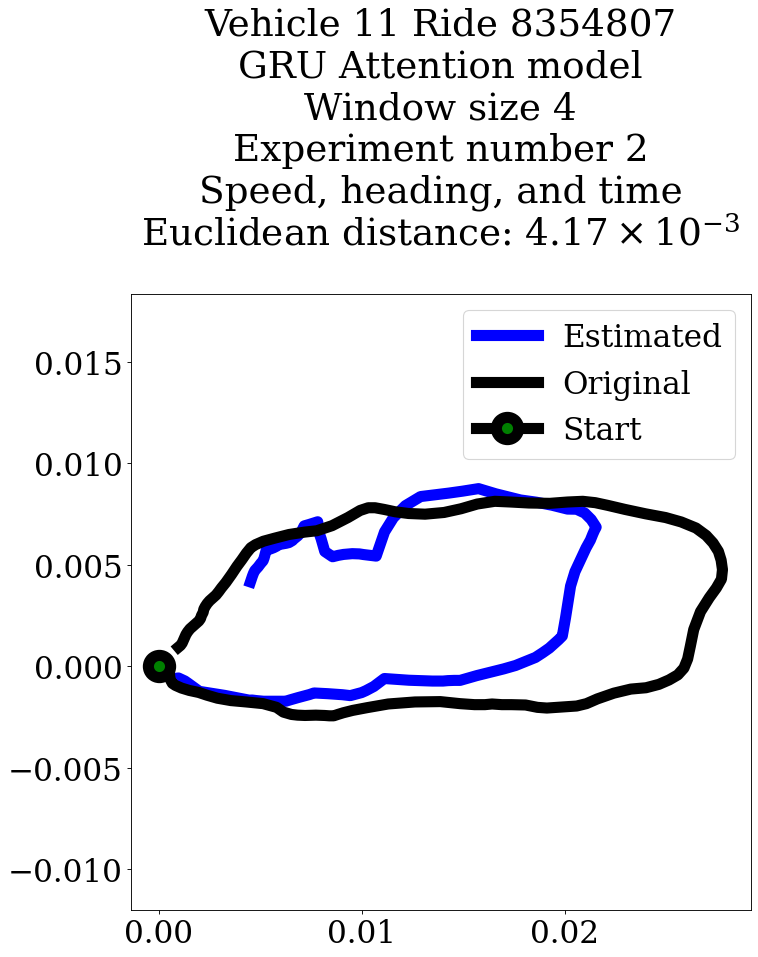 Vehicle 11 Ride 8354807
GRU Attention model
Window size 4
Experiment number 2
Speed, heading, and time
Euclidean distance: 4.17 × 10⁻³
Estimated
Original
Start
0.015
0.010
0.005
0.000
−0.005
−0.010
0.00 0.01 0.02